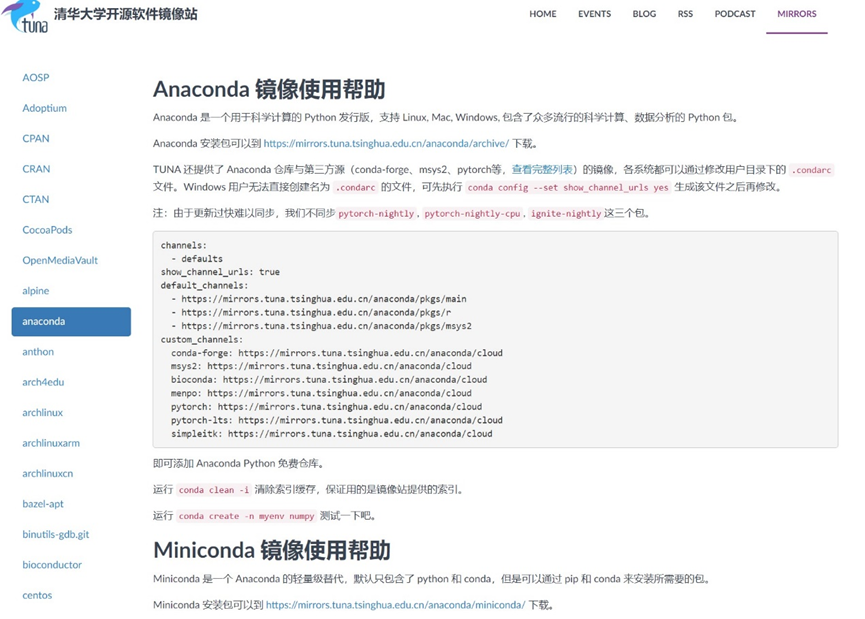 tuna 清华大学开源软件镜像站
HOME EVENTS BLOG RSS PODCAST MIRRORS
AOSP
Adoptium
CPAN
CRAN
CTAN
CocoaPods
OpenMediaVault
alpine
anaconda
anthon
arch4edu
archlinux
archlinuxarm
archlinuxcn
bazel-apt
binutils-gdb.git
bioconductor
centos
Anaconda 镜像使用帮助
Anaconda 是一个用于科学计算的 Python 发行版，支持 Linux, Mac, Windows, 包含了众多流行的科学计算、数据分析的 Python 包。
Anaconda 安装包可以到 https://mirrors.tuna.tsinghua.edu.cn/anaconda/archive/ 下载。
TUNA 还提供了 Anaconda 仓库与第三方源（conda-forge、msys2、pytorch等，查看完整列表）的镜像，各系统都可以通过修改用户目录下的 .condarc
文件。Windows 用户无法直接创建名为 .condarc 的文件，可先执行 conda config --set show_channel_urls yes 生成该文件之后再修改。
注：由于更新过快难以同步，我们不同步 pytorch-nightly, pytorch-nightly-cpu, ignite-nightly 这三个包。
channels:
  - defaults
show_channel_urls: true
default_channels:
  - https://mirrors.tuna.tsinghua.edu.cn/anaconda/pkgs/main
  - https://mirrors.tuna.tsinghua.edu.cn/anaconda/pkgs/r
  - https://mirrors.tuna.tsinghua.edu.cn/anaconda/pkgs/msys2
custom_channels:
  conda-forge: https://mirrors.tuna.tsinghua.edu.cn/anaconda/cloud
  msys2: https://mirrors.tuna.tsinghua.edu.cn/anaconda/cloud
  bioconda: https://mirrors.tuna.tsinghua.edu.cn/anaconda/cloud
  menpo: https://mirrors.tuna.tsinghua.edu.cn/anaconda/cloud
  pytorch: https://mirrors.tuna.tsinghua.edu.cn/anaconda/cloud
  pytorch-lts: https://mirrors.tuna.tsinghua.edu.cn/anaconda/cloud
  simpleitk: https://mirrors.tuna.tsinghua.edu.cn/anaconda/cloud
即可添加 Anaconda Python 免费仓库。
运行 conda clean -i 清除索引缓存，保证用的是镜像站提供的索引。
运行 conda create -n myenv numpy 测试一下吧。
Miniconda 镜像使用帮助
Miniconda 是一个 Anaconda 的轻量级替代，默认只包含了 python 和 conda，但是可以通过 pip 和 conda 来安装所需要的包。
Miniconda 安装包可以到 https://mirrors.tuna.tsinghua.edu.cn/anaconda/miniconda/ 下载。